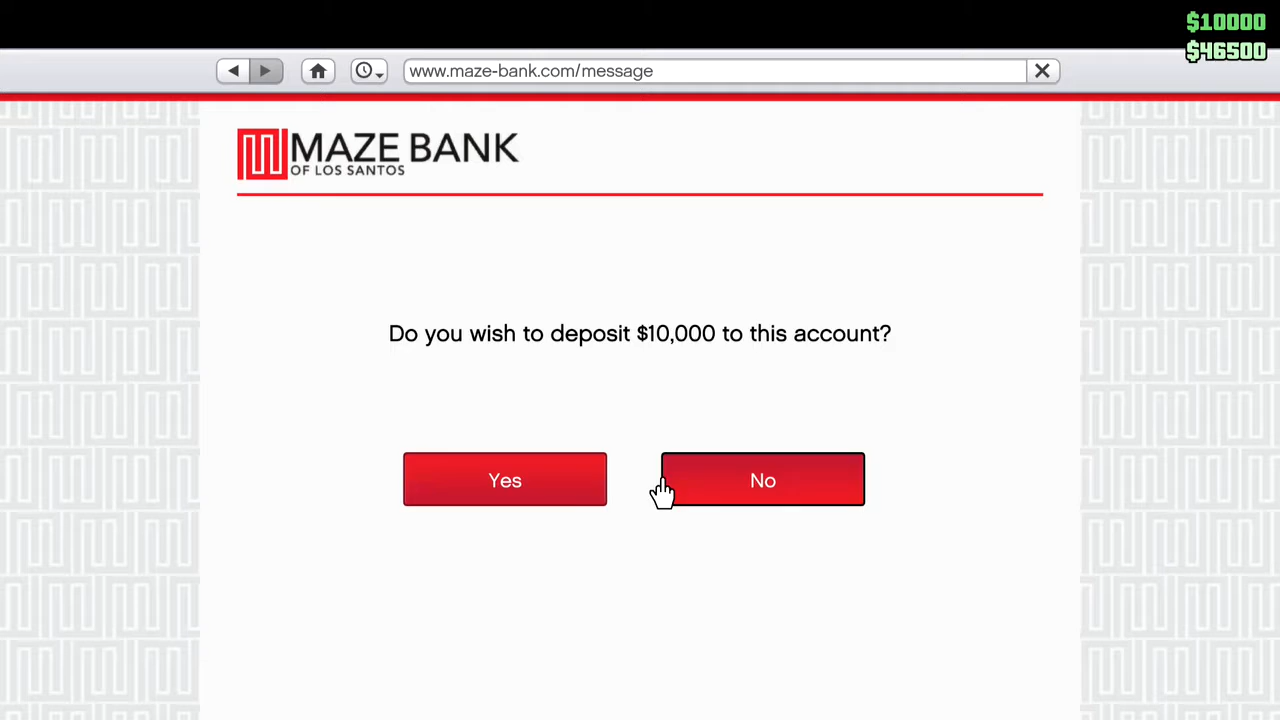 $10000
$46500
www.maze-bank.com/message
MAZE BANK
OF LOS SANTOS
Do you wish to deposit $10,000 to this account?
Yes
No